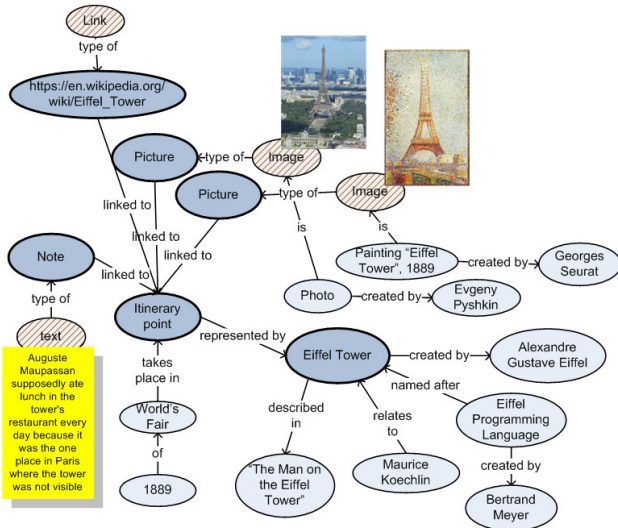 Link
type of
https://en.wikipedia.org/
wiki/Eiffel_Tower
Picture
type of
Image
Picture
type of
Image
linked to
linked to
linked to
is
is
Note
linked to
Painting “Eiffel
Tower”, 1889
created by
Georges
Seurat
Photo
created by
Evgeny
Pyshkin
type of
Itinerary
point
text
represented by
Auguste
Maupassan
supposedly ate
lunch in the
tower's
restaurant every
day because it
was the one
place in Paris
where the tower
was not visible
takes
place in
Eiffel Tower
created by
Alexandre
Gustave Eiffel
named after
World's
Fair
described
in
relates
to
Eiffel
Programming
Language
of
1889
“The Man on
the Eiffel
Tower”
Maurice
Koechlin
created
by
Bertrand
Meyer